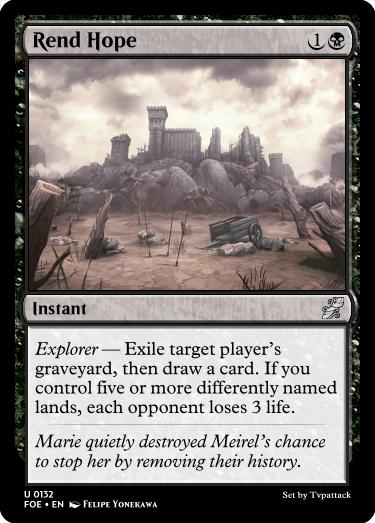 Rend Hope 1
Instant
Explorer — Exile target player's
graveyard, then draw a card. If you
control five or more differently named
lands, each opponent loses 3 life.
Marie quietly destroyed Meirel's chance
to stop her by removing their history.
U 0132
FOE • EN Felipe Yonekawa
Set by Tvpattack